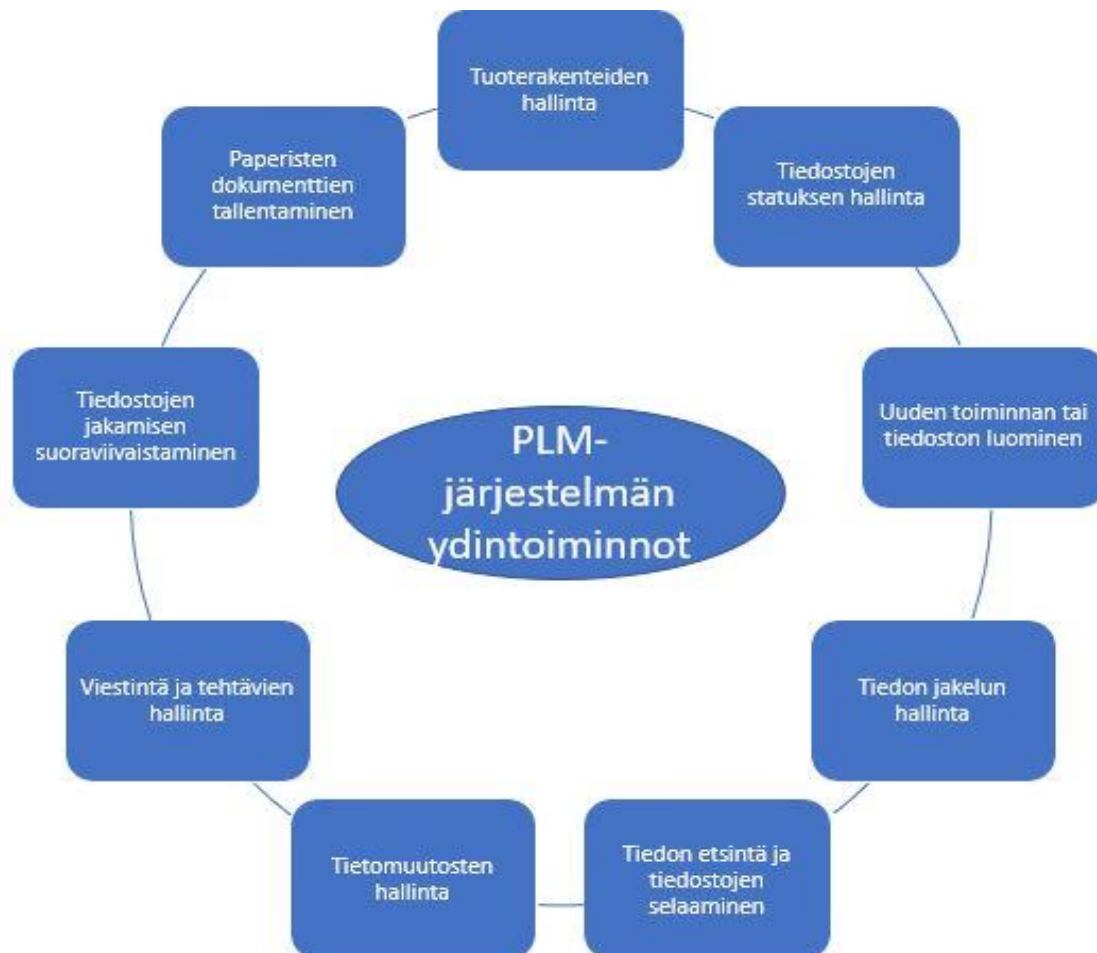 Tuoterakenteiden
hallinta
Tiedostojen
statuksen hallinta
Uuden toiminnan tai
tiedoston luominen
Tiedon jakelun
hallinta
Tiedon etsintä ja
tiedostojen
selaaminen
Tietomuutosten
hallinta
Viestintä ja tehtävien
hallinta
Tiedostojen
jakamisen
suoraviivaistaminen
Paperisten
dokumenttien
tallentaminen
PLM-
järjestelmän
ydintoiminnot